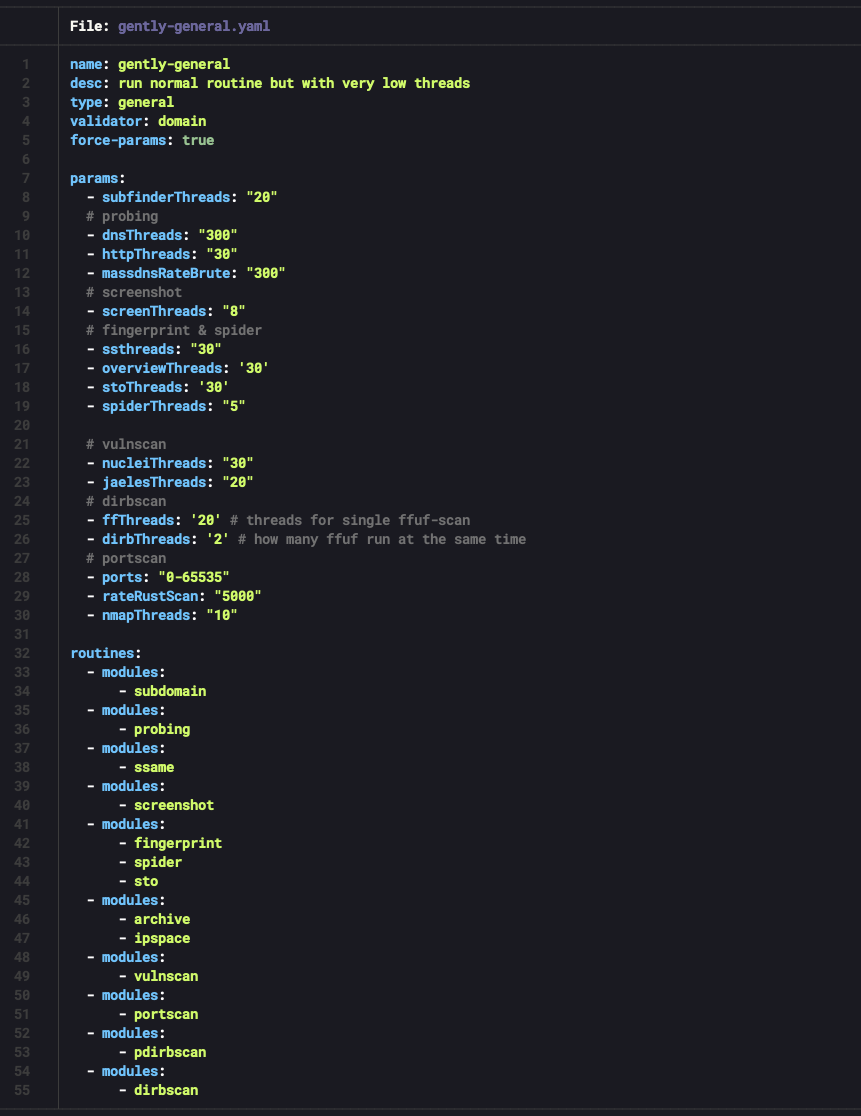 File: gently-general.yaml
1 name: gently-general
2 desc: run normal routine but with very low threads
3 type: general
4 validator: domain
5 force-params: true
6
7 params:
8   - subfinderThreads: "20"
9   # probing
10   - dnsThreads: "300"
11   - httpThreads: "30"
12   - massdnsRateBrute: "300"
13   # screenshot
14   - screenThreads: "8"
15   # fingerprint & spider
16   - ssthreads: "30"
17   - overviewThreads: '30'
18   - stoThreads: '30'
19   - spiderThreads: "5"
20
21   # vulnscan
22   - nucleiThreads: "30"
23   - jaelesThreads: "20"
24   # dirbscan
25   - ffThreads: '20' # threads for single ffuf-scan
26   - dirbThreads: '2' # how many ffuf run at the same time
27   # portscan
28   - ports: "0-65535"
29   - rateRustScan: "5000"
30   - nmapThreads: "10"
31
32 routines:
33   - modules:
34       - subdomain
35   - modules:
36       - probing
37   - modules:
38       - ssame
39   - modules:
40       - screenshot
41   - modules:
42       - fingerprint
43       - spider
44       - sto
45   - modules:
46       - archive
47       - ipspace
48   - modules:
49       - vulnscan
50   - modules:
51       - portscan
52   - modules:
53       - pdirbscan
54   - modules:
55       - dirbscan